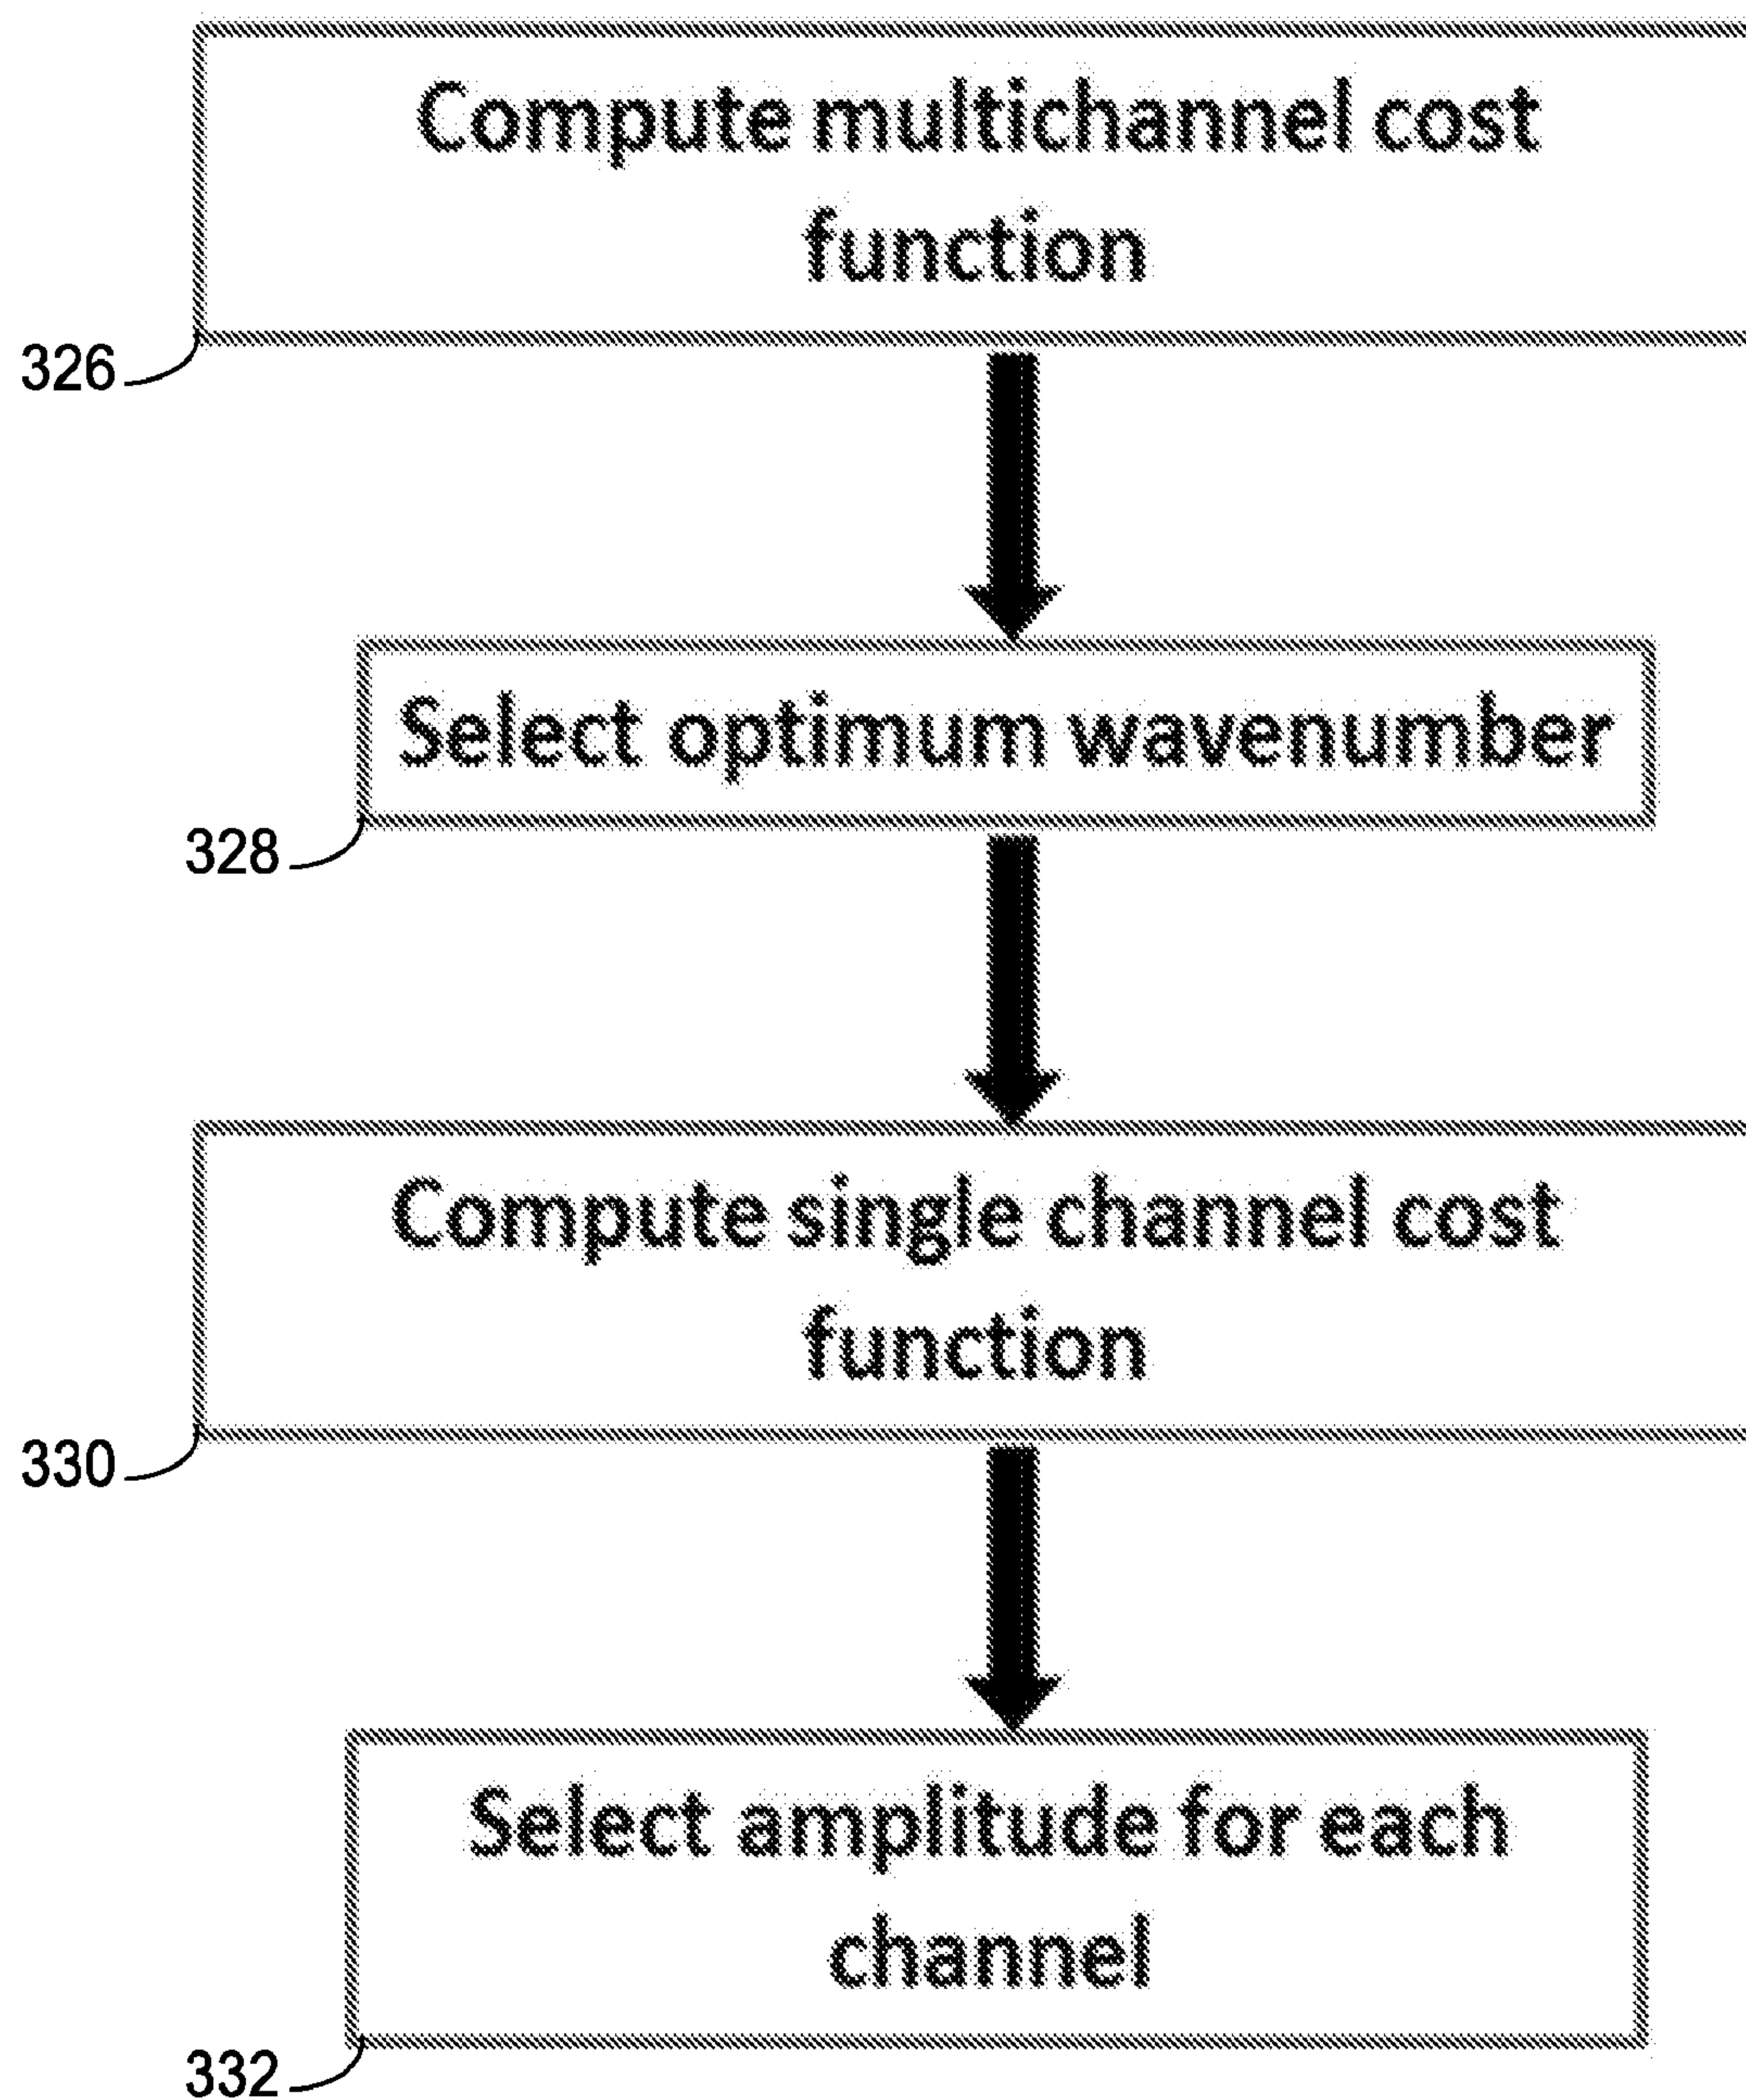 Compute multichannel cost
function
326
Select optimum wavenumber
328
Compute single channel cost
function
330
Select amplitude for each
channel
332